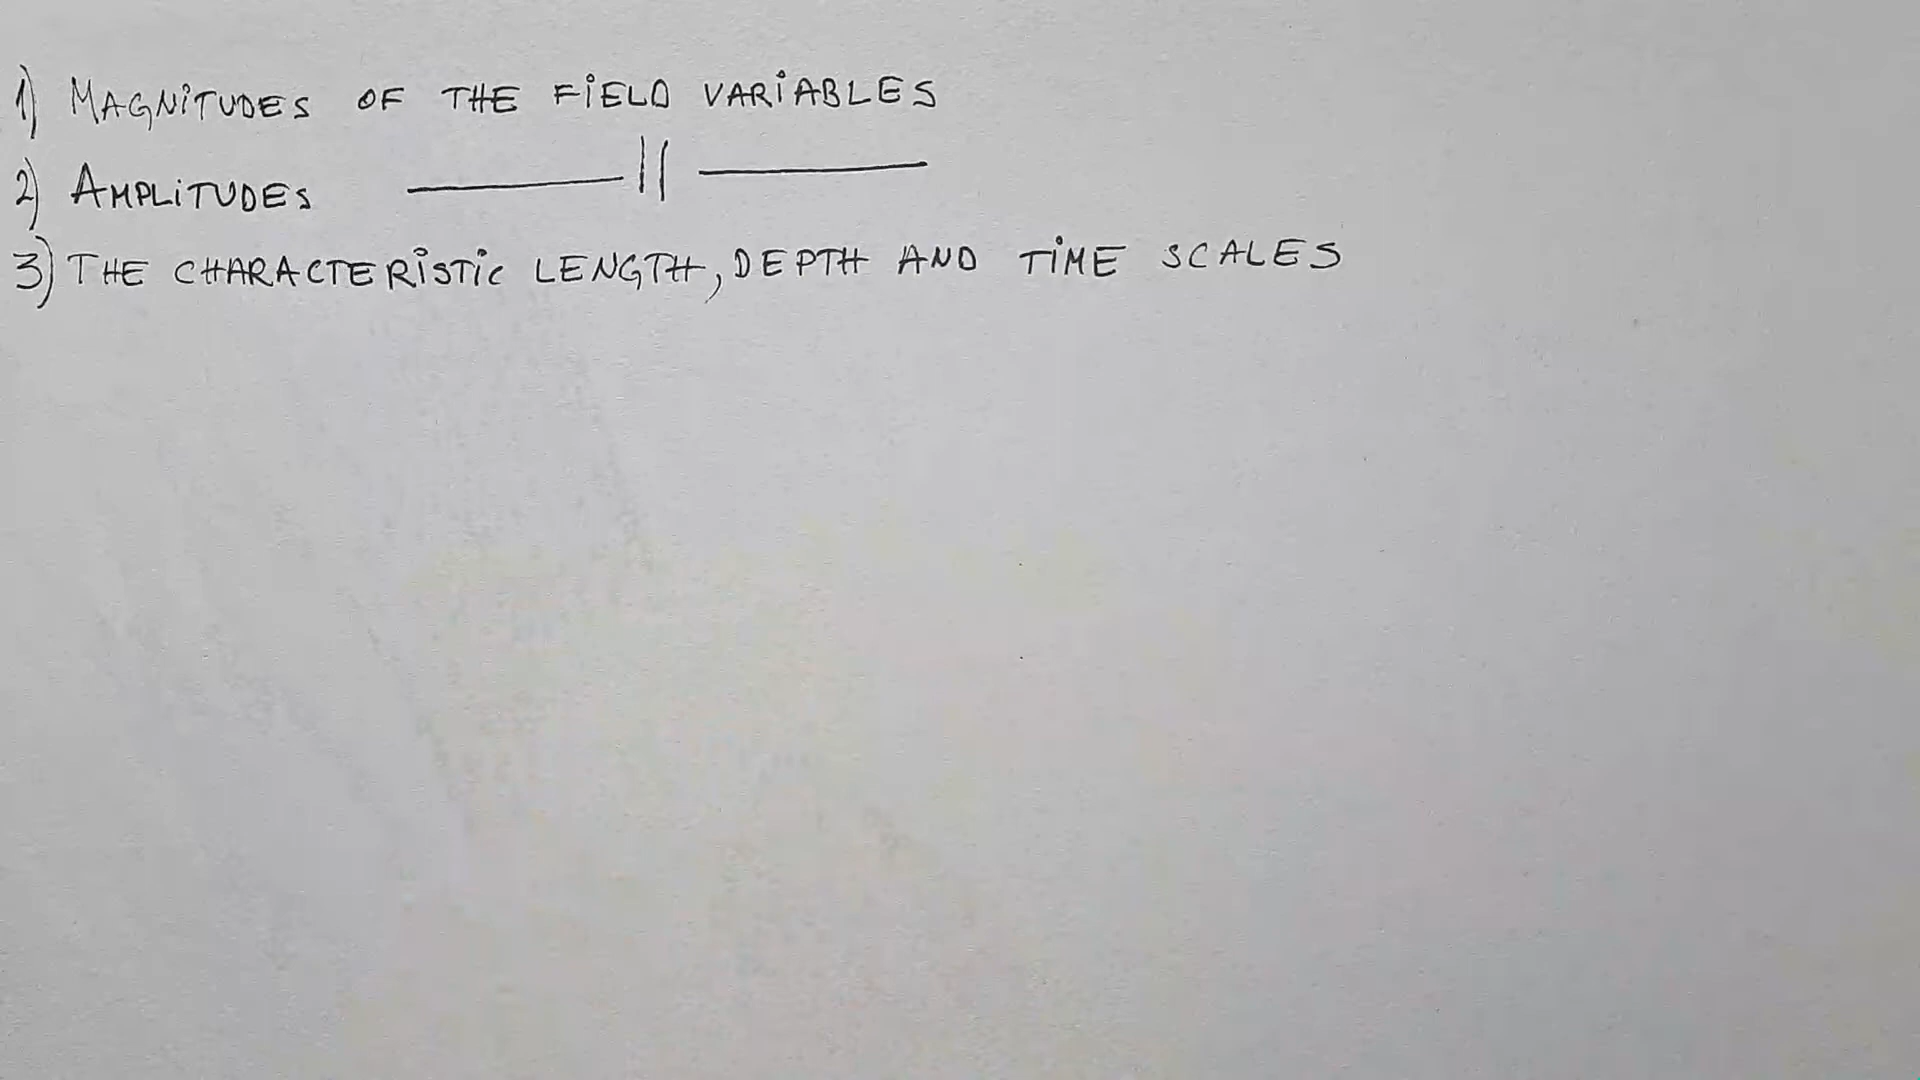 1) MAGNiTUDES OF THE FiELD VARiABLES
2) AMPLiTUDES —||—
3) THE CHARACTERiSTiC LENGTH, DEPTH AND TiME SCALES